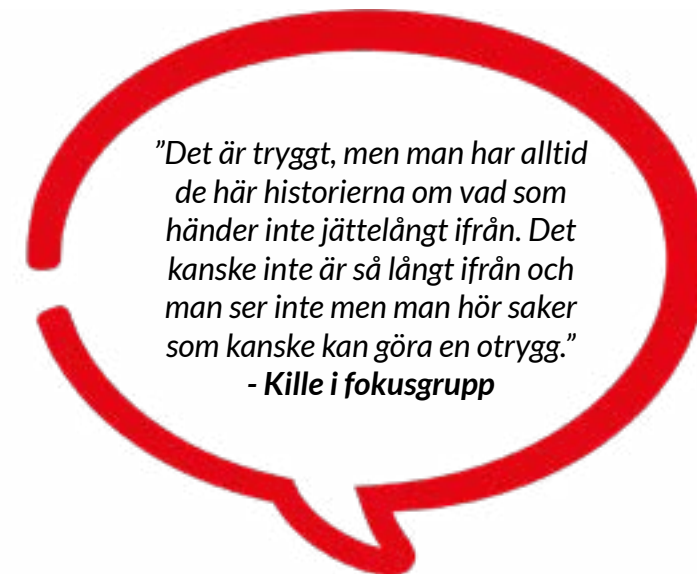 ”Det är tryggt, men man har alltid
de här historierna om vad som
händer inte jättelångt ifrån. Det
kanske inte är så långt ifrån och
man ser inte men man hör saker
som kanske kan göra en otrygg.”
- Kille i fokusgrupp